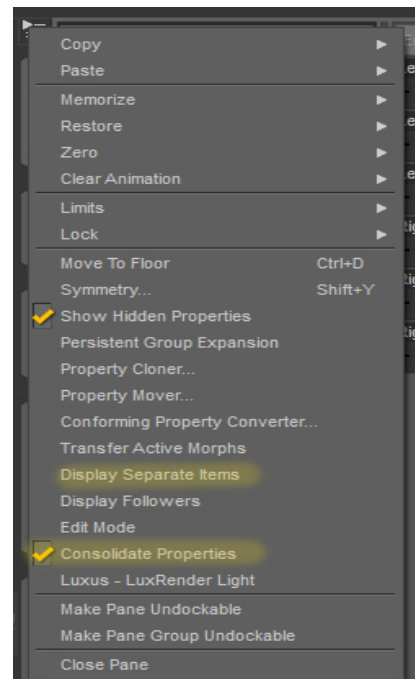 Copy
Paste
Memorize
Restore
Zero
Clear Animation
Limits
Lock
Move To Floor Ctrl+D
Symmetry... Shift+Y
Show Hidden Properties
Persistent Group Expansion
Property Cloner...
Property Mover...
Conforming Property Converter...
Transfer Active Morphs
Display Separate Items
Display Followers
Edit Mode
Consolidate Properties
Luxus - LuxRender Light
Make Pane Undockable
Make Pane Group Undockable
Close Pane